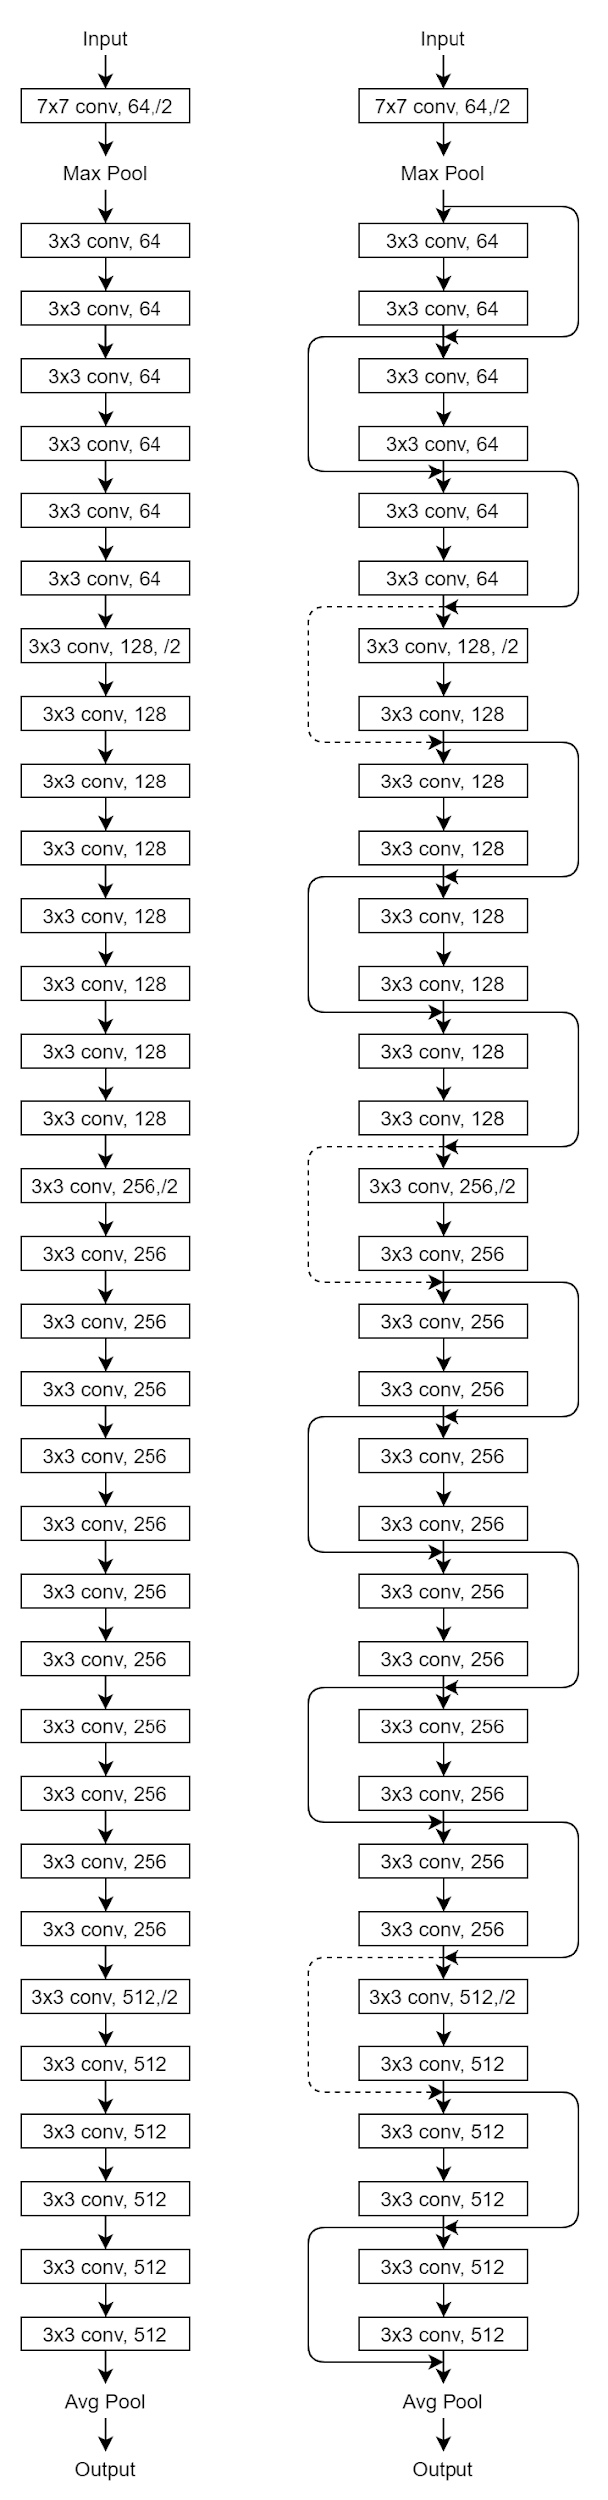 Input
7x7 conv, 64,/2
Max Pool
3x3 conv, 64
3x3 conv, 64
3x3 conv, 64
3x3 conv, 64
3x3 conv, 64
3x3 conv, 64
3x3 conv, 128, /2
3x3 conv, 128
3x3 conv, 128
3x3 conv, 128
3x3 conv, 128
3x3 conv, 128
3x3 conv, 128
3x3 conv, 128
3x3 conv, 256,/2
3x3 conv, 256
3x3 conv, 256
3x3 conv, 256
3x3 conv, 256
3x3 conv, 256
3x3 conv, 256
3x3 conv, 256
3x3 conv, 256
3x3 conv, 256
3x3 conv, 256
3x3 conv, 256
3x3 conv, 512,/2
3x3 conv, 512
3x3 conv, 512
3x3 conv, 512
3x3 conv, 512
3x3 conv, 512
Avg Pool
Output
Input
7x7 conv, 64,/2
Max Pool
3x3 conv, 64
3x3 conv, 64
3x3 conv, 64
3x3 conv, 64
3x3 conv, 64
3x3 conv, 64
3x3 conv, 128, /2
3x3 conv, 128
3x3 conv, 128
3x3 conv, 128
3x3 conv, 128
3x3 conv, 128
3x3 conv, 128
3x3 conv, 128
3x3 conv, 256,/2
3x3 conv, 256
3x3 conv, 256
3x3 conv, 256
3x3 conv, 256
3x3 conv, 256
3x3 conv, 256
3x3 conv, 256
3x3 conv, 256
3x3 conv, 256
3x3 conv, 256
3x3 conv, 256
3x3 conv, 512,/2
3x3 conv, 512
3x3 conv, 512
3x3 conv, 512
3x3 conv, 512
3x3 conv, 512
Avg Pool
Output